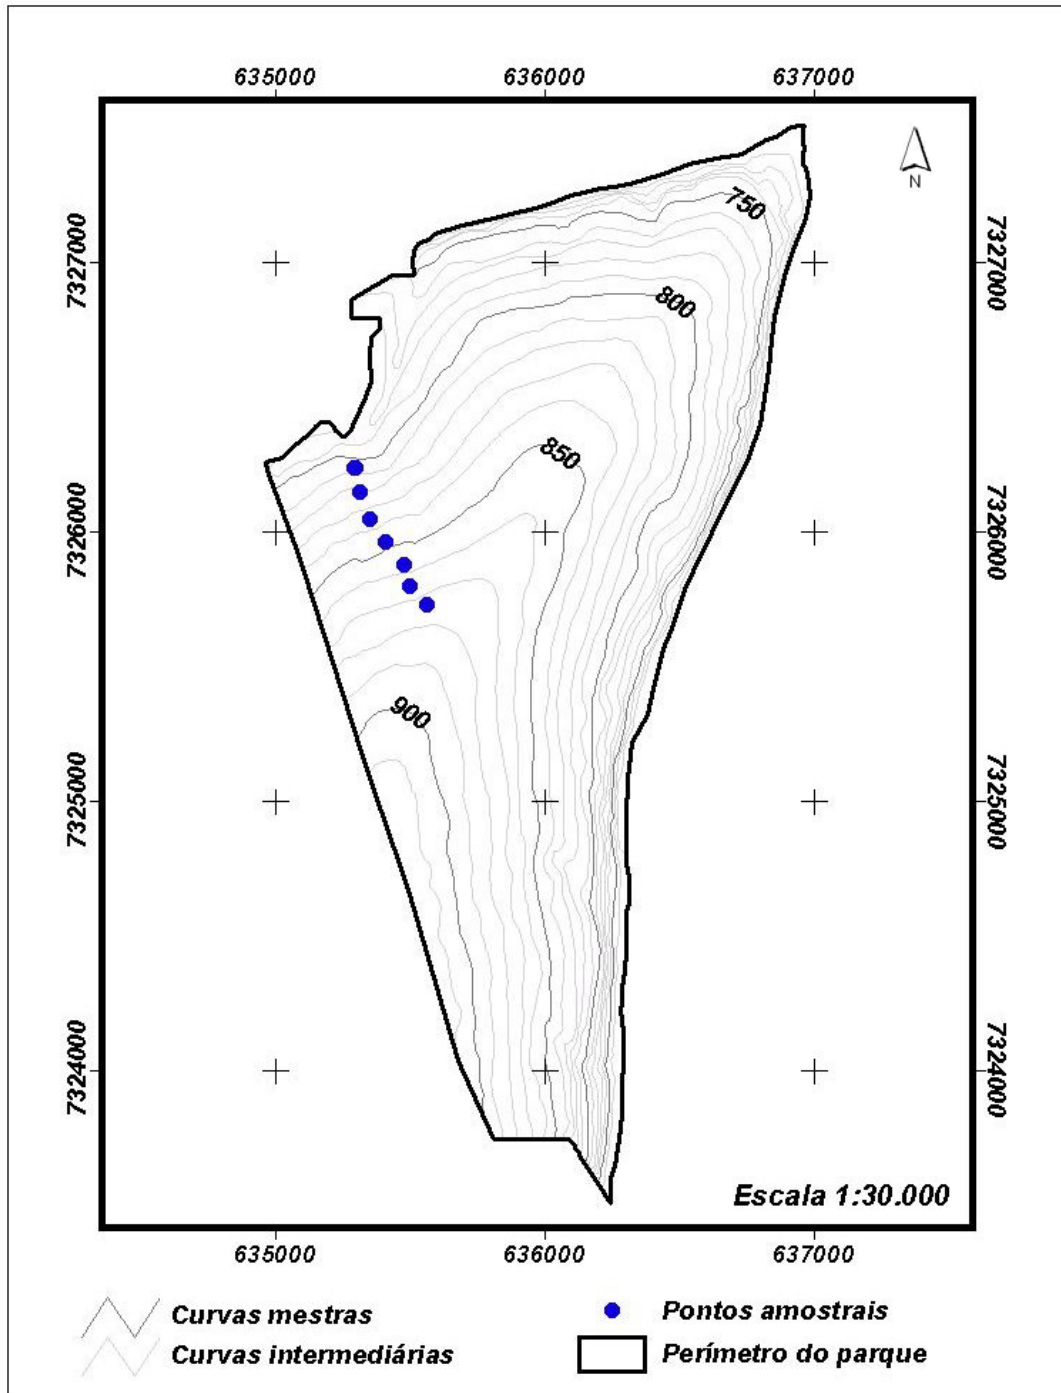 635000 636000 637000
N
750
7327000 7327000
800
850
7326000 7326000
900
7325000 7325000
7324000 7324000
Escala 1:30.000
635000 636000 637000
Curvas mestras Pontos amostrais
Curvas intermediárias Perímetro do parque